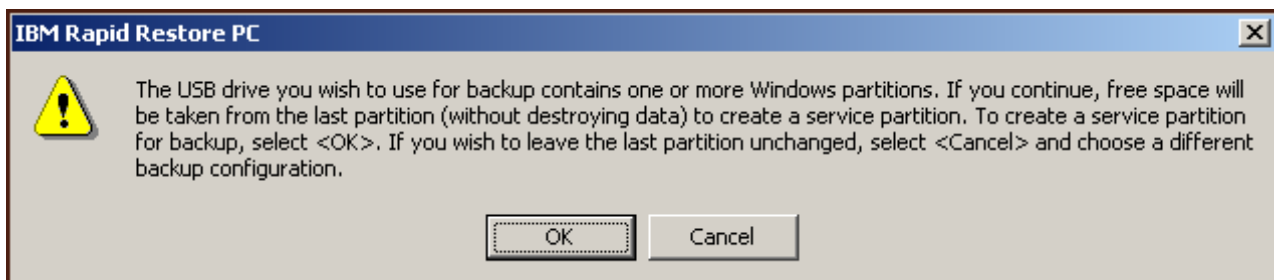 IBM Rapid Restore PC
The USB drive you wish to use for backup contains one or more Windows partitions. If you continue, free space will
be taken from the last partition (without destroying data) to create a service partition. To create a service partition
for backup, select <OK>. If you wish to leave the last partition unchanged, select <Cancel> and choose a different
backup configuration.
OK Cancel